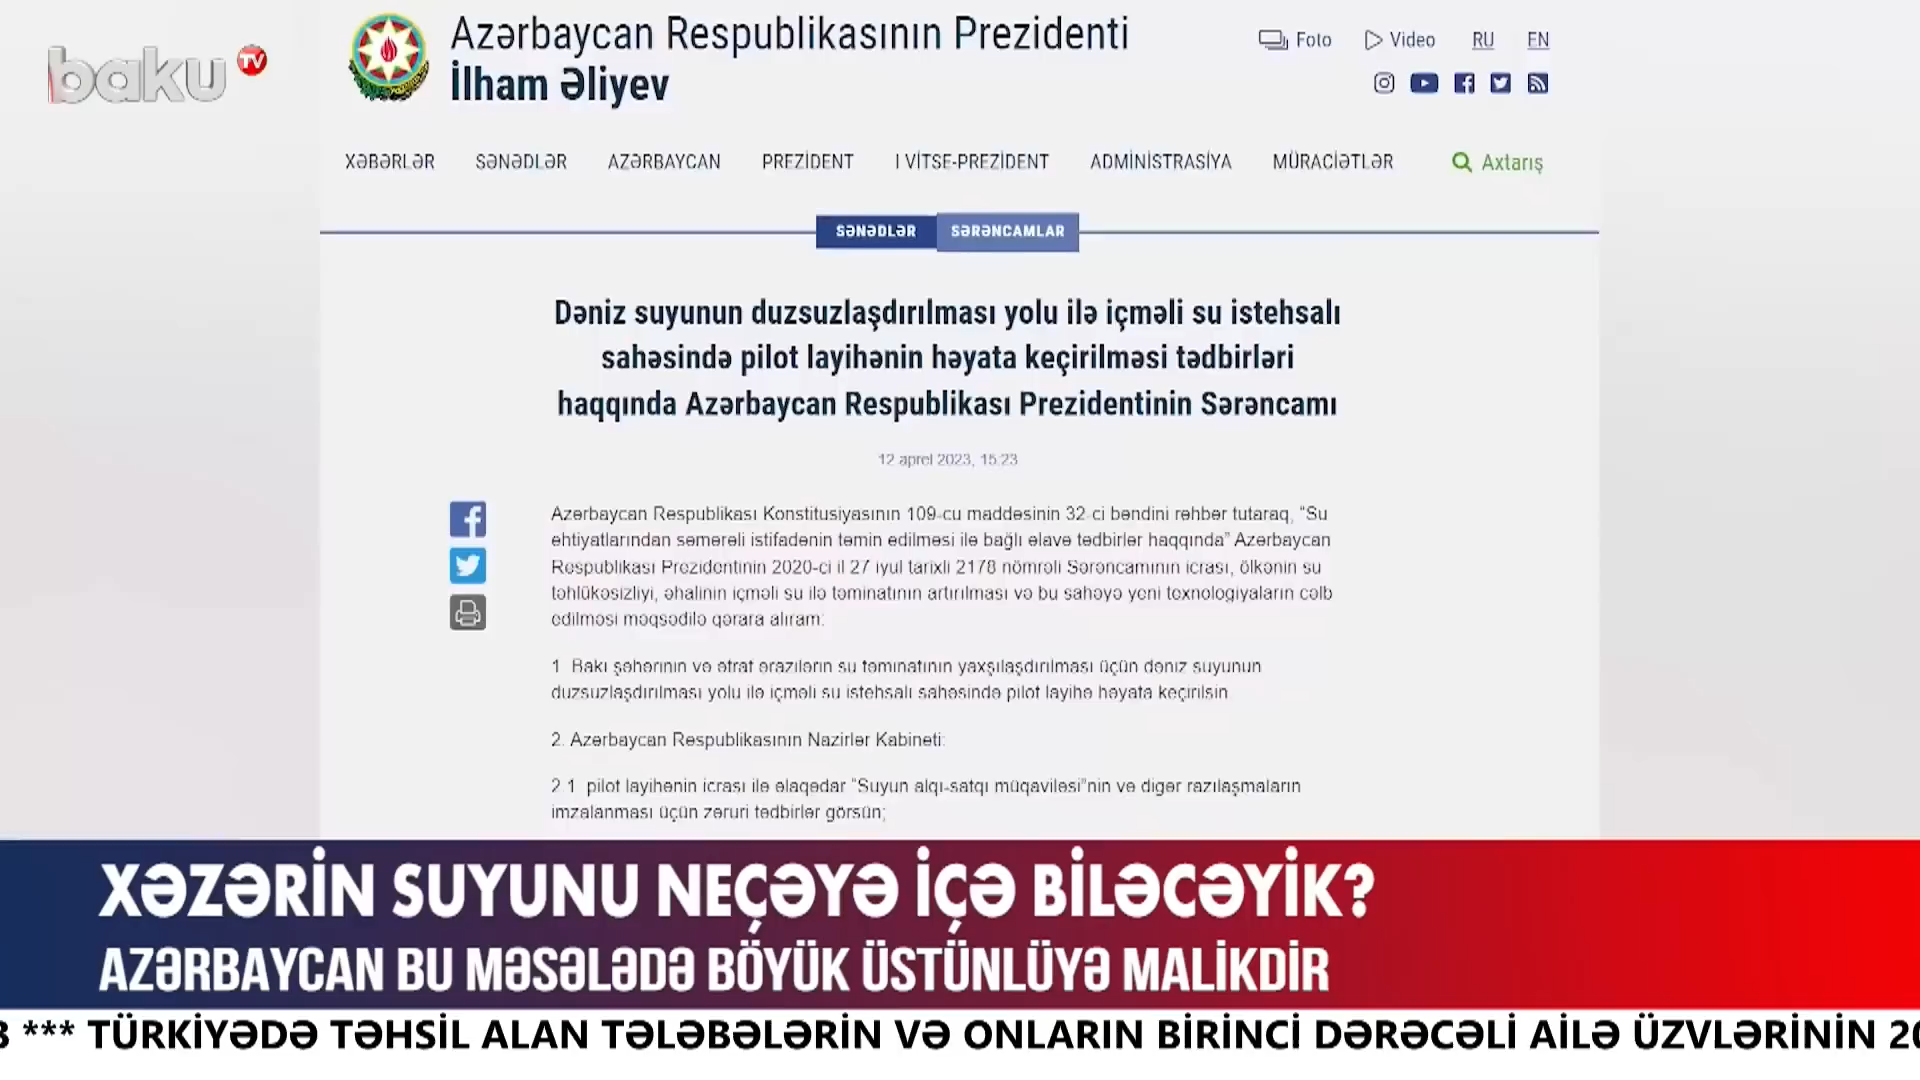 baku TV
Azərbaycan Respublikasının Prezidenti
İlham Əliyev
Foto Video RU EN
XƏBƏRLƏR SƏNƏDLƏR AZƏRBAYCAN PREZİDENT I VİTSE-PREZİDENT ADMİNİSTRASİYA MÜRACİƏTLƏR Axtarış
SƏNƏDLƏR SƏRƏNCAMLAR
Dəniz suyunun duzsuzlaşdırılması yolu ilə içməli su istehsalı
sahəsində pilot layihənin həyata keçirilməsi tədbirləri
haqqında Azərbaycan Respublikası Prezidentinin Sərəncamı
12 aprel 2023, 15:23
Azərbaycan Respublikası Konstitusiyasının 109-cu maddəsinin 32-ci bəndini rəhbər tutaraq, “Su
ehtiyatlarından səmərəli istifadənin təmin edilməsi ilə bağlı əlavə tədbirlər haqqında” Azərbaycan
Respublikası Prezidentinin 2020-ci il 27 iyul tarixli 2178 nömrəli Sərəncamının icrası, ölkənin su
təhlükəsizliyi, əhalinin içməli su ilə təminatının artırılması və bu sahəyə yeni texnologiyaların cəlb
edilməsi məqsədilə qərara alıram:
1. Bakı şəhərinin və ətraf ərazilərin su təminatının yaxşılaşdırılması üçün dəniz suyunun
duzsuzlaşdırılması yolu ilə içməli su istehsalı sahəsində pilot layihə həyata keçirilsin.
2. Azərbaycan Respublikasının Nazirlər Kabineti:
2.1. pilot layihənin icrası ilə əlaqədar “Suyun alqı-satqı müqaviləsi”nin və digər razılaşmaların
imzalanması üçün zəruri tədbirlər görsün;
XƏZƏRİN SUYUNU NEÇƏYƏ İÇƏ BİLƏCƏYİK?
AZƏRBAYCAN BU MƏSƏLƏDƏ BÖYÜK ÜSTÜNLÜYƏ MALİKDİR
3 *** TÜRKİYƏDƏ TƏHSİL ALAN TƏLƏBƏLƏRİN VƏ ONLARIN BİRİNCİ DƏRƏCƏLİ AİLƏ ÜZVLƏRİNİN 20